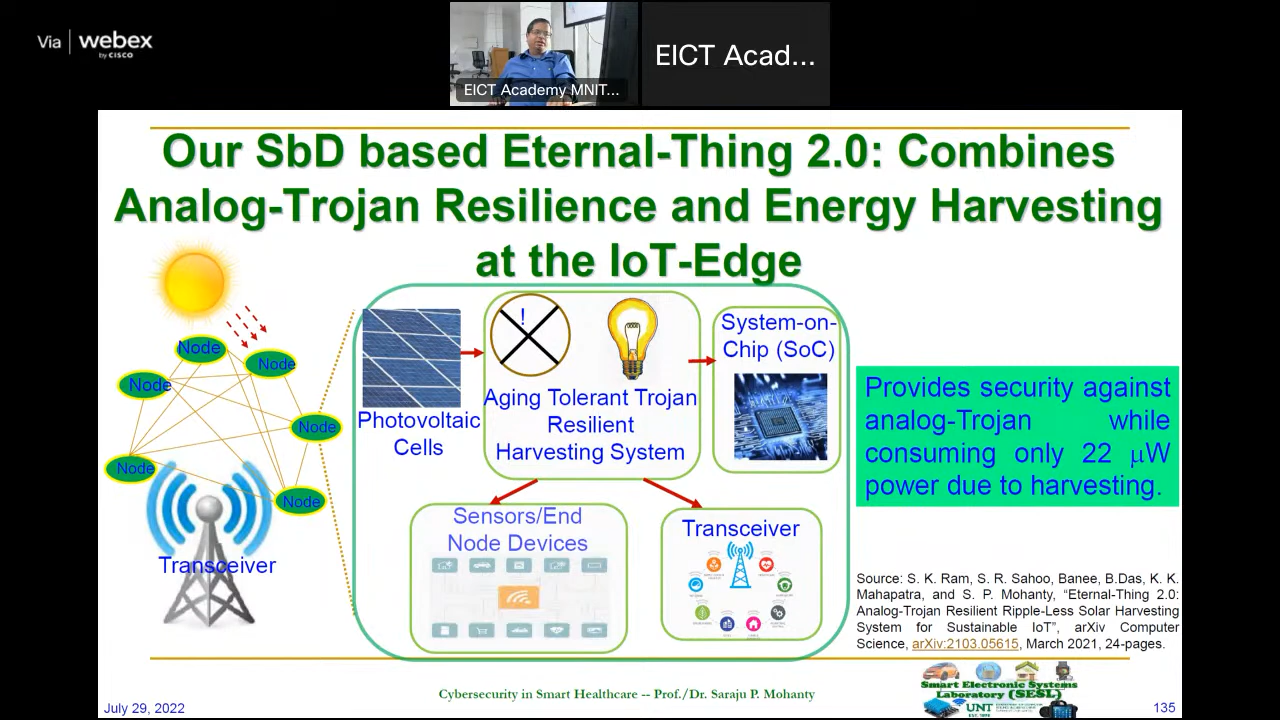 Via webex
by CISCO
EICT Academy MNIT...
EICT Acad...
Our SbD based Eternal-Thing 2.0: Combines
Analog-Trojan Resilience and Energy Harvesting
at the IoT-Edge
Node
Node
Node
Node
Node
Node
Transceiver
Photovoltaic
Cells
!
Aging Tolerant Trojan
Resilient
Harvesting System
System-on-
Chip (SoC)
Sensors/End
Node Devices
Transceiver
Provides security against
analog-Trojan while
consuming only 22 μW
power due to harvesting.
Source: S. K. Ram, S. R. Sahoo, Banee, B.Das, K. K.
Mahapatra, and S. P. Mohanty, “Eternal-Thing 2.0:
Analog-Trojan Resilient Ripple-Less Solar Harvesting
System for Sustainable IoT”, arXiv Computer
Science, arXiv:2103.05615, March 2021, 24-pages.
July 29, 2022
Cybersecurity in Smart Healthcare -- Prof./Dr. Saraju P. Mohanty
Smart Electronic Systems
Laboratory (SESL)
UNT
EST. 1890
135